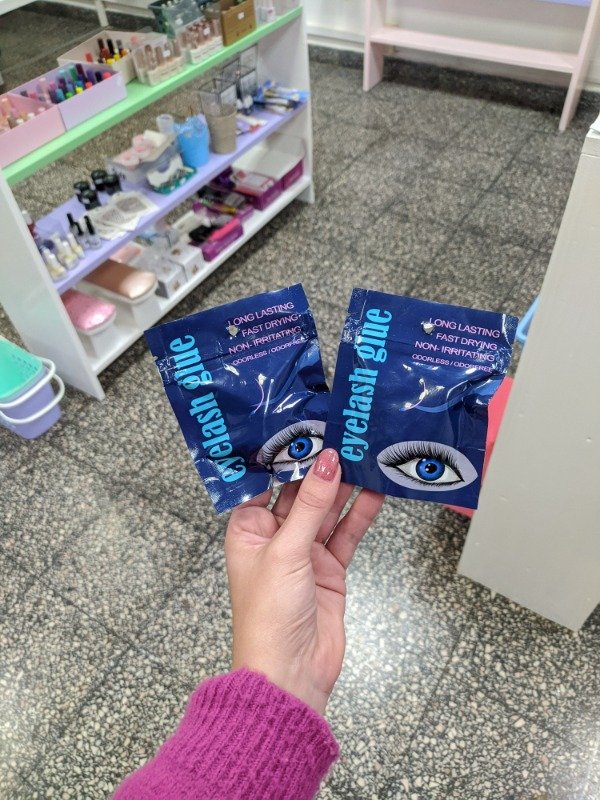 eyelash glue
LONG LASTING
FAST DRYING
NON-IRRITATING
ODORLESS / ODORFREE
eyelash glue
LONG LASTING
FAST DRYING
NON-IRRITATING
ODORLESS / ODORFREE